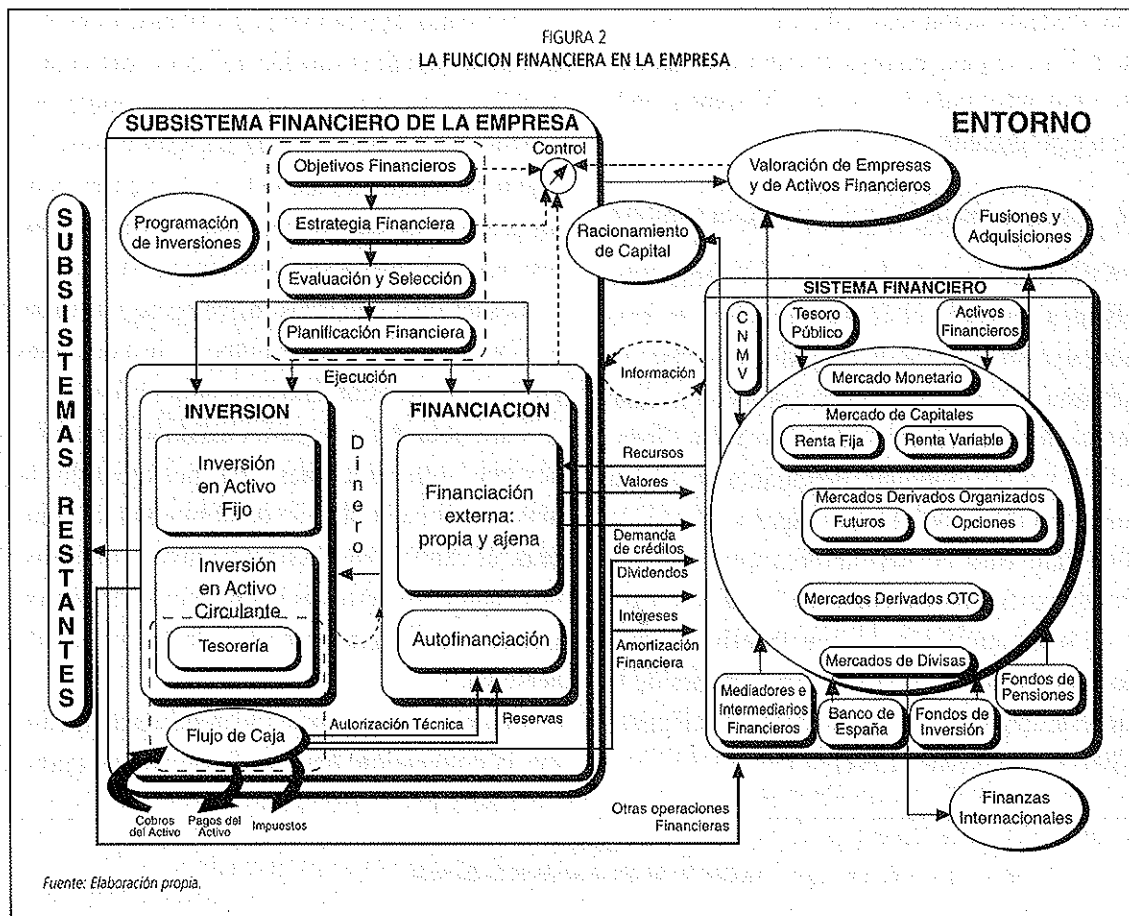 FIGURA 2
LA FUNCION FINANCIERA EN LA EMPRESA
SUBSISTEMA FINANCIERO DE LA EMPRESA
ENTORNO
Objetivos Financieros
Control
Valoración de Empresas
y de Activos Financieros
Programación
de Inversiones
Estrategia Financiera
Racionamiento
de Capital
Fusiones y
Adquisiciones
Evaluación y Selección
Planificación Financiera
SUBSISTEMAS RESTANTES
SISTEMA FINANCIERO
CNMV
Tesoro
Público
Activos
Financieros
Información
Ejecución
INVERSION
FINANCIACION
Dinero
Mercado Monetario
Mercado de Capitales
Renta Fija
Renta Variable
Inversión
en Activo
Fijo
Financiación
externa:
propia y ajena
Recursos
Valores
Demanda
de créditos
Dividendos
Intereses
Amortización
Financiera
Mercados Derivados Organizados
Futuros
Opciones
Inversión
en Activo
Circulante
Tesorería
Autofinanciación
Mercados Derivados OTC
Mercados de Divisas
Mediadores e
Intermediarios
Financieros
Banco de
España
Fondos de
Inversión
Fondos de
Pensiones
Flujo de Caja
Autorización Técnica
Reservas
Cobros
del Activo
Pagos del
Activo
Impuestos
Otras operaciones
Financieras
Finanzas
Internacionales
Fuente: Elaboración propia.